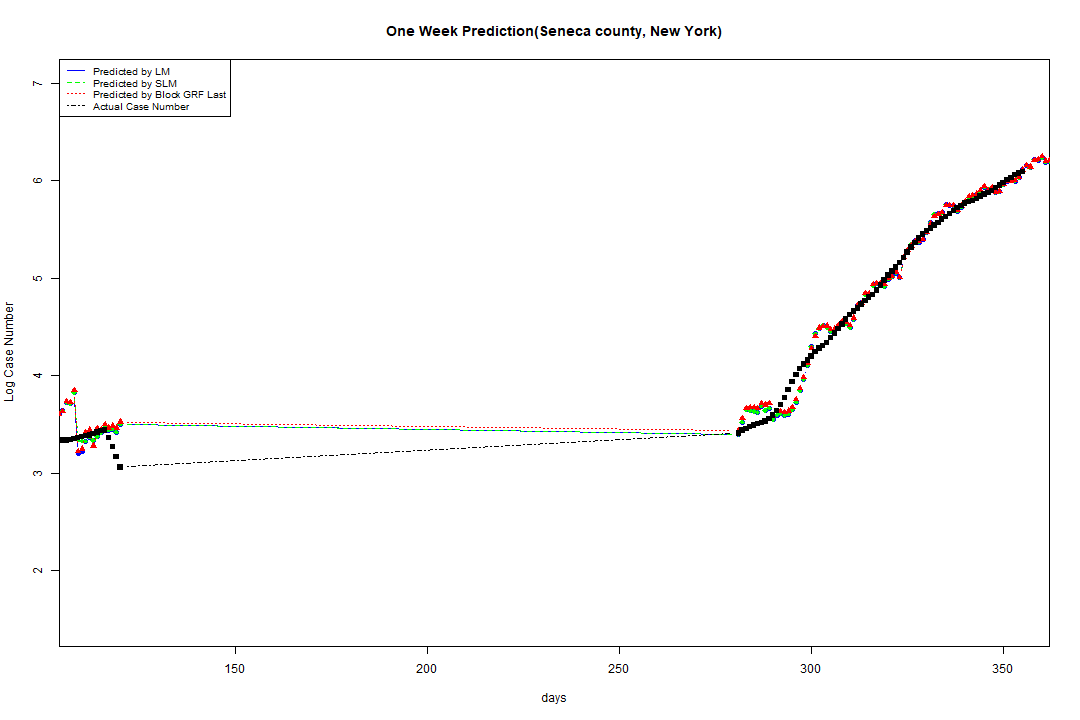 One Week Prediction(Seneca county, New York)
Predicted by LM
Predicted by SLM
Predicted by Block GRF Last
Actual Case Number
7
6
5
4
3
2
Log Case Number
150 200 250 300 350
days